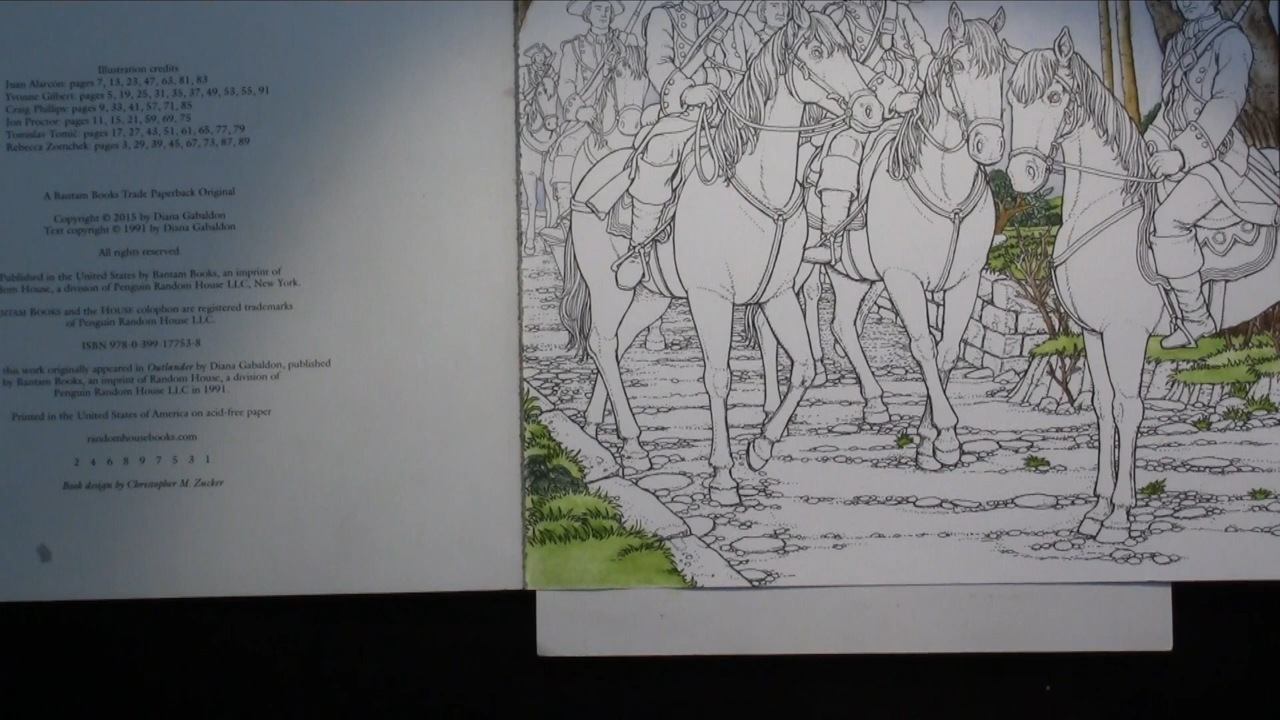 Illustration credits
Juan Alarcón: pages 7, 13, 23, 47, 63, 81, 83
Yvonne Gilbert: pages 5, 19, 25, 31, 35, 37, 49, 53, 55, 91
Craig Phillips: pages 9, 33, 41, 57, 71, 85
Jon Proctor: pages 11, 15, 21, 59, 69, 75
Tomislav Tomić: pages 17, 27, 43, 51, 61, 65, 77, 79
Rebecca Zomchek: pages 3, 29, 39, 45, 67, 73, 87, 89
A Bantam Books Trade Paperback Original
Copyright © 2015 by Diana Gabaldon
Text copyright © 1991 by Diana Gabaldon
All rights reserved.
Published in the United States by Bantam Books, an imprint of
House, a division of Penguin Random House LLC, New York.
BOOKS and the HOUSE colophon are registered trademarks
of Penguin Random House LLC.
ISBN 978-0-399-17753-8
this work originally appeared in Outlander by Diana Gabaldon, published
by Bantam Books, an imprint of Random House, a division of
Penguin Random House LLC in 1991.
Printed in the United States of America on acid-free paper
randomhousebooks.com
2 4 6 8 9 7 5 3 1
Book design by Christopher M. Zucker